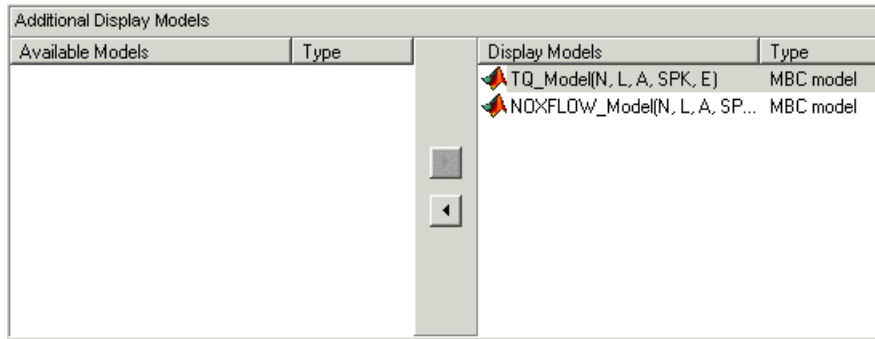 Additional Display Models
Available Models Type Display Models Type
TQ_Model(N, L, A, SPK, E) MBC model
NOXFLOW_Model(N, L, A, SP... MBC model